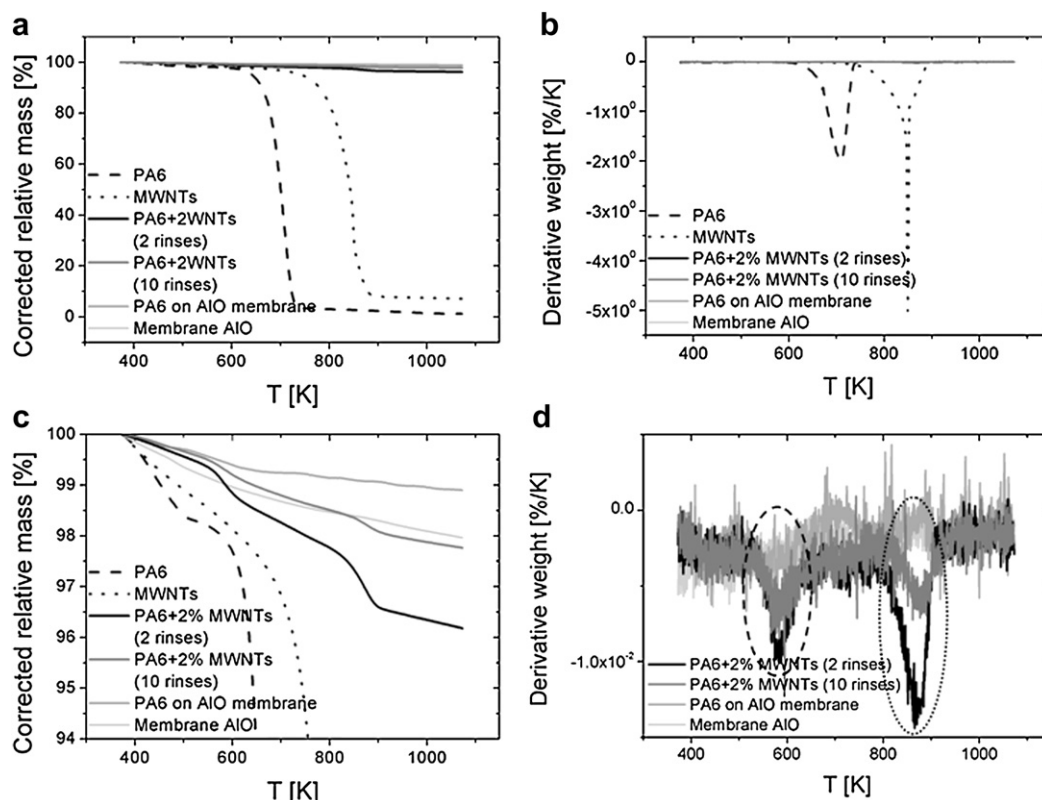 a
Corrected relative mass [%]
100
80
60
40
20
0
PA6
MWNTs
PA6+2WNTs
(2 rinses)
PA6+2WNTs
(10 rinses)
PA6 on AlO membrane
Membrane AlO
400
600
800
1000
T [K]
b
Derivative weight [%/K]
0
-1x10⁰
-2x10⁰
-3x10⁰
-4x10⁰
-5x10⁰
PA6
MWNTs
PA6+2% MWNTs (2 rinses)
PA6+2% MWNTs (10 rinses)
PA6 on AlO membrane
Membrane AlO
400
600
800
1000
T [K]
c
Corrected relative mass [%]
100
99
98
97
96
95
94
PA6
MWNTs
PA6+2% MWNTs
(2 rinses)
PA6+2% MWNTs
(10 rinses)
PA6 on AlO membrane
Membrane AlO
400
600
800
1000
T [K]
d
Derivative weight [%/K]
0.0
-1.0x10⁻²
PA6+2% MWNTs (2 rinses)
PA6+2% MWNTs (10 rinses)
PA6 on AlO membrane
Membrane AlO
400
600
800
1000
T [K]